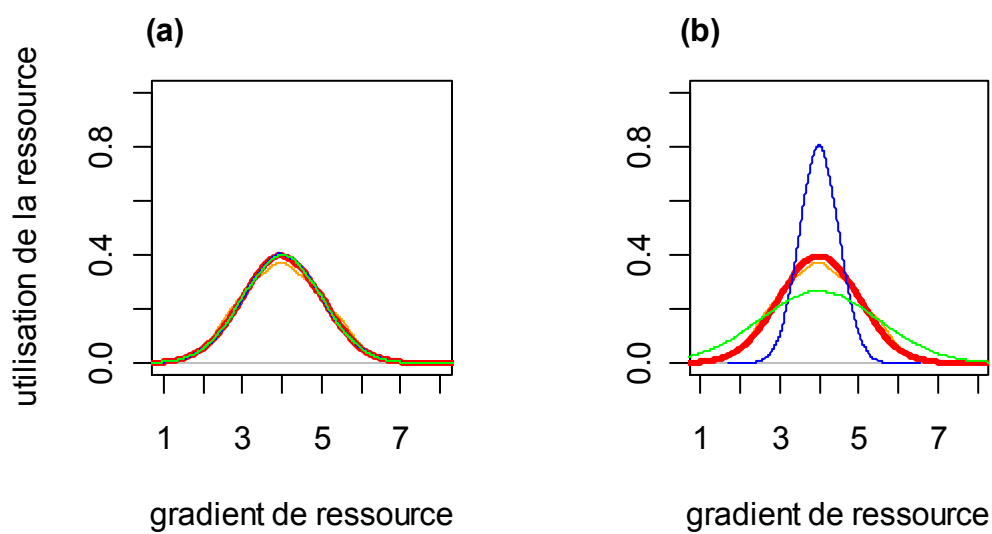 (a)
(b)
utilisation de la ressource
0.8
0.4
0.0
1 3 5 7
gradient de ressource
0.8
0.4
0.0
1 3 5 7
gradient de ressource